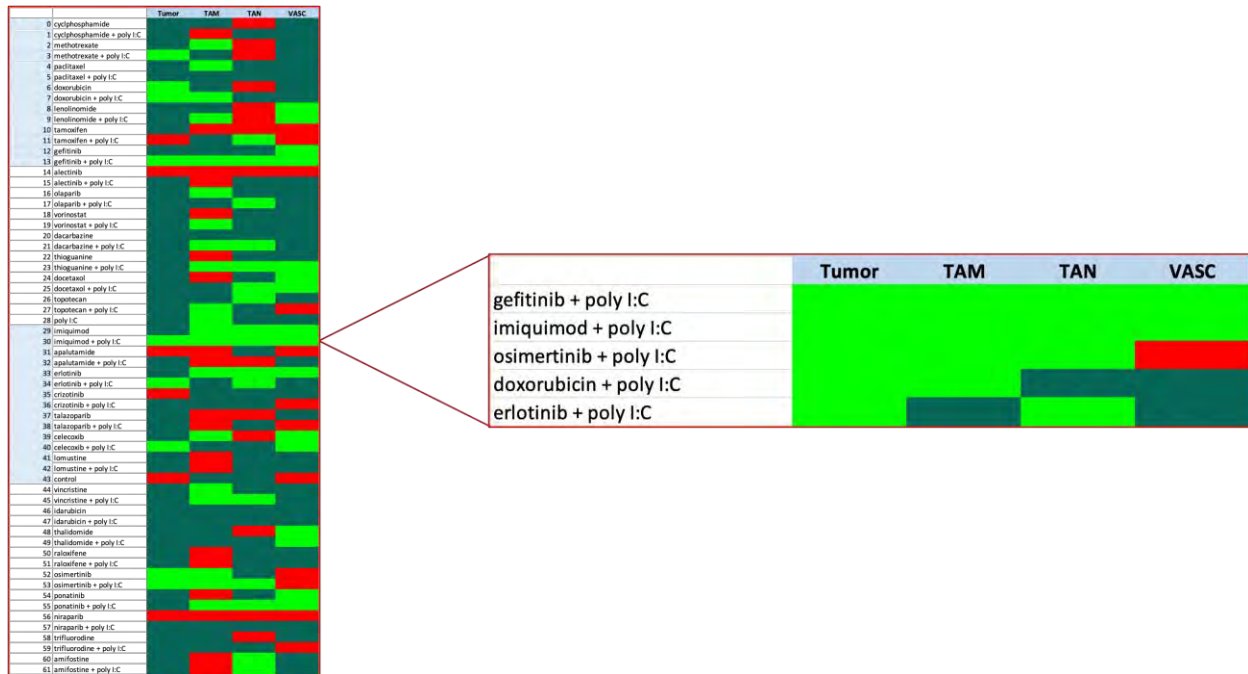 Tumor TAM TAN VASC
0 cyclphosphamide
1 cyclphosphamide + poly I:C
2 methotrexate
3 methotrexate + poly I:C
4 paclitaxel
5 paclitaxel + poly I:C
6 doxorubicin
7 doxorubicin + poly I:C
8 lenolinomide
9 lenolinomide + poly I:C
10 tamoxifen
11 tamoxifen + poly I:C
12 gefitinib
13 gefitinib + poly I:C
14 alectinib
15 alectinib + poly I:C
16 olaparib
17 olaparib + poly I:C
18 vorinostat
19 vorinostat + poly I:C
20 dacarbazine
21 dacarbazine + poly I:C
22 thioguanine
23 thioguanine + poly I:C
24 docetaxol
25 docetaxol + poly I:C
26 topotecan
27 topotecan + poly I:C
28 poly I:C
29 imiquimod
30 imiquimod + poly I:C
31 apalutamide
32 apalutamide + poly I:C
33 erlotinib
34 erlotinib + poly I:C
35 crizotinib
36 crizotinib + poly I:C
37 talazoparib
38 talazoparib + poly I:C
39 celecoxib
40 celecoxib + poly I:C
41 lomustine
42 lomustine + poly I:C
43 control
44 vincristine
45 vincristine + poly I:C
46 idarubicin
47 idarubicin + poly I:C
48 thalidomide
49 thalidomide + poly I:C
50 raloxifene
51 raloxifene + poly I:C
52 osimertinib
53 osimertinib + poly I:C
54 ponatinib
55 ponatinib + poly I:C
56 niraparib
57 niraparib + poly I:C
58 trifluorodine
59 trifluorodine + poly I:C
60 amifostine
61 amifostine + poly I:C
Tumor TAM TAN VASC
gefitinib + poly I:C
imiquimod + poly I:C
osimertinib + poly I:C
doxorubicin + poly I:C
erlotinib + poly I:C